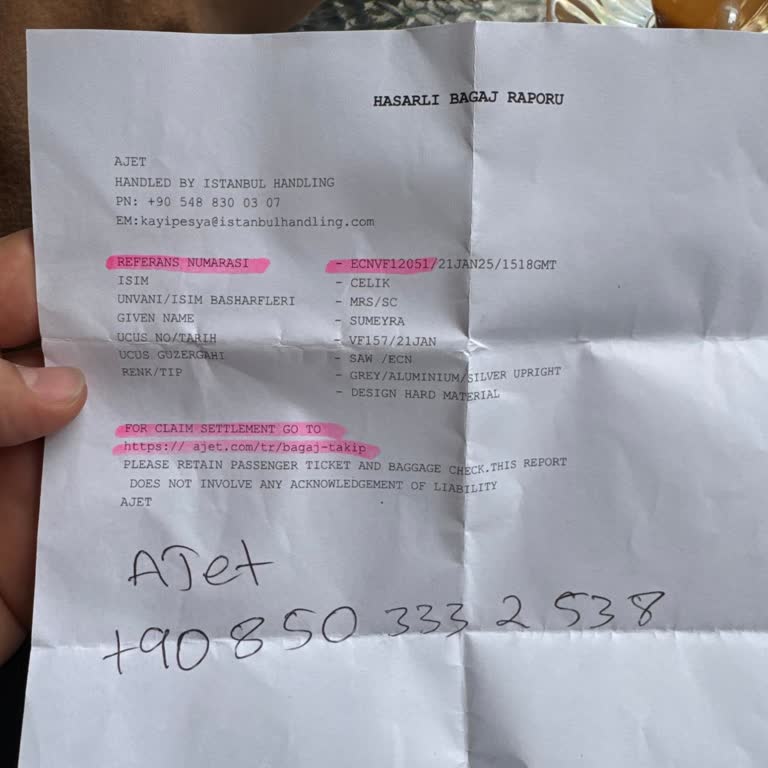 HASARLI BAGAJ RAPORU
AJET
HANDLED BY ISTANBUL HANDLING
PN: +90 548 830 03 07
EM:kayipesya@istanbulhandling.com
REFERANS NUMARASI - ECNVF12051/21JAN25/1518GMT
ISIM - CELIK
UNVANI/ISIM BASHARFLERI - MRS/SC
GIVEN NAME - SUMEYRA
UCUS NO/TARIH - VF157/21JAN
UCUS GUZERGAHI - SAW /ECN
RENK/TIP - GREY/ALUMINIUM/SILVER UPRIGHT
- DESIGN HARD MATERIAL
FOR CLAIM SETTLEMENT GO TO
https:// ajet.com/tr/bagaj-takip
PLEASE RETAIN PASSENGER TICKET AND BAGGAGE CHECK.THIS REPORT
DOES NOT INVOLVE ANY ACKNOWLEDGEMENT OF LIABILITY
AJET
AJet
+90 850 333 2 538